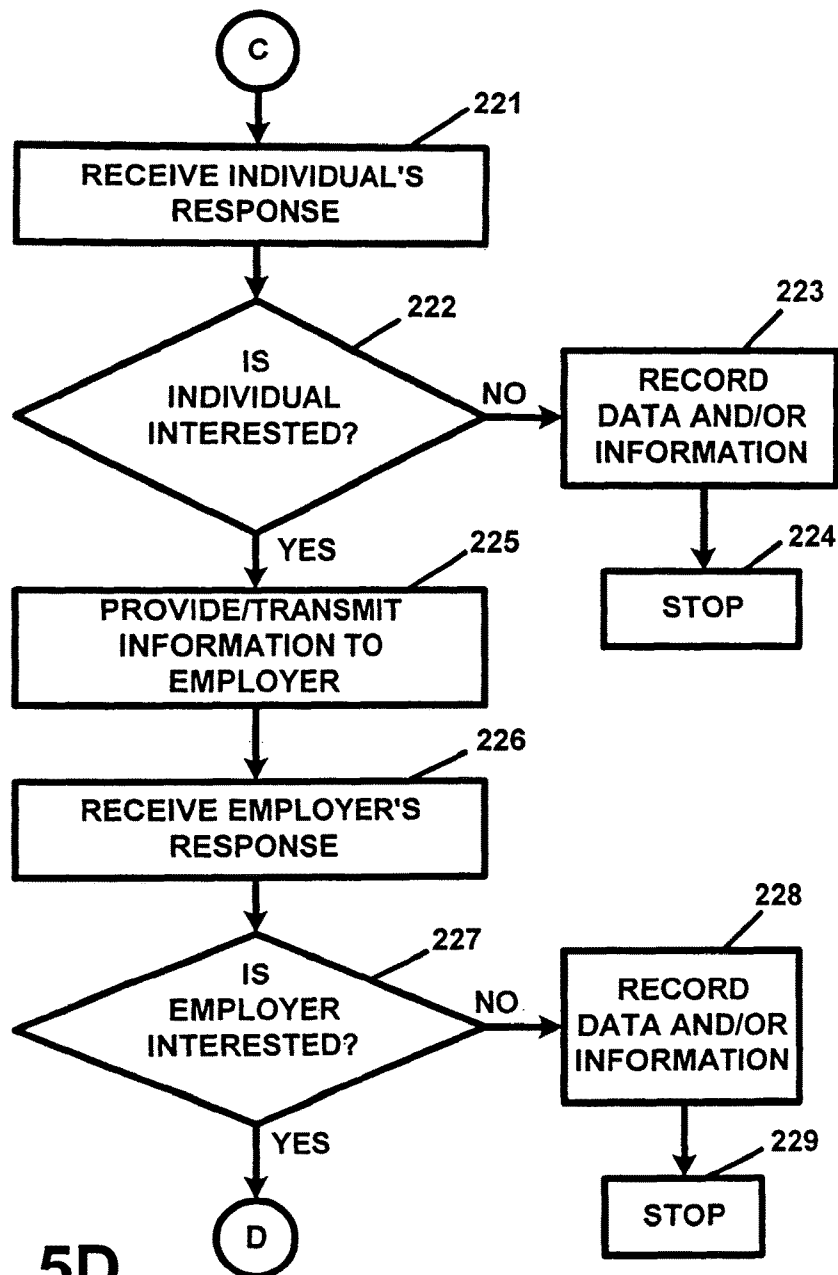 C
221
RECEIVE INDIVIDUAL'S
RESPONSE
222
IS
INDIVIDUAL
INTERESTED?
NO
223
RECORD
DATA AND/OR
INFORMATION
224
STOP
YES
225
PROVIDE/TRANSMIT
INFORMATION TO
EMPLOYER
226
RECEIVE EMPLOYER'S
RESPONSE
227
IS
EMPLOYER
INTERESTED?
NO
228
RECORD
DATA AND/OR
INFORMATION
229
STOP
YES
D
5D